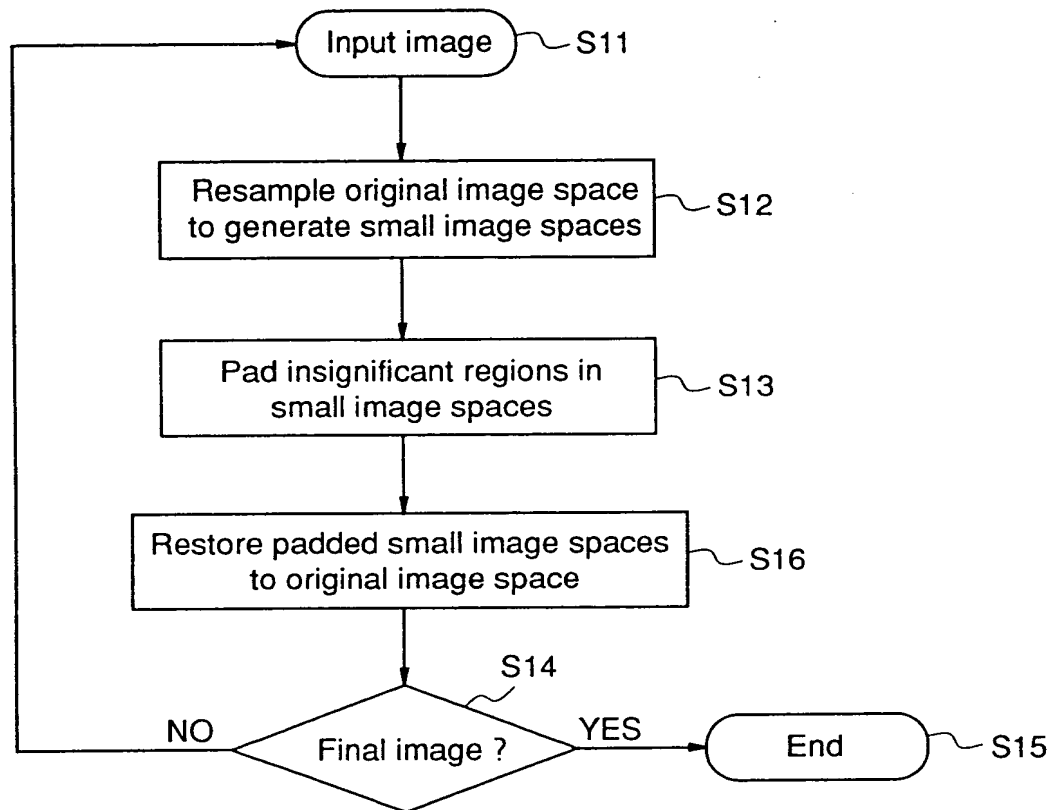 Input image
S11
Resample original image space
to generate small image spaces
S12
Pad insignificant regions in
small image spaces
S13
Restore padded small image spaces
to original image space
S16
S14
NO
Final image ?
YES
End
S15